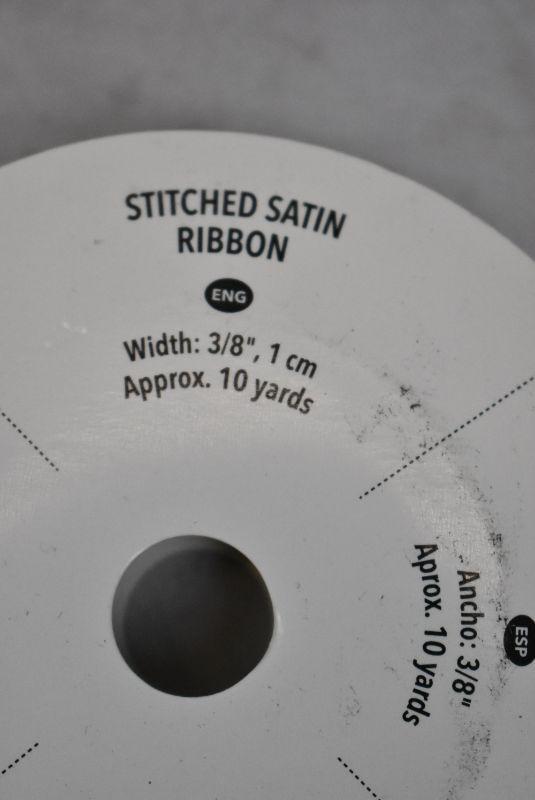 STITCHED SATIN
RIBBON
ENG
Width: 3/8", 1 cm
Approx. 10 yards
ESP
Ancho: 3/8"
Aprox. 10 yards